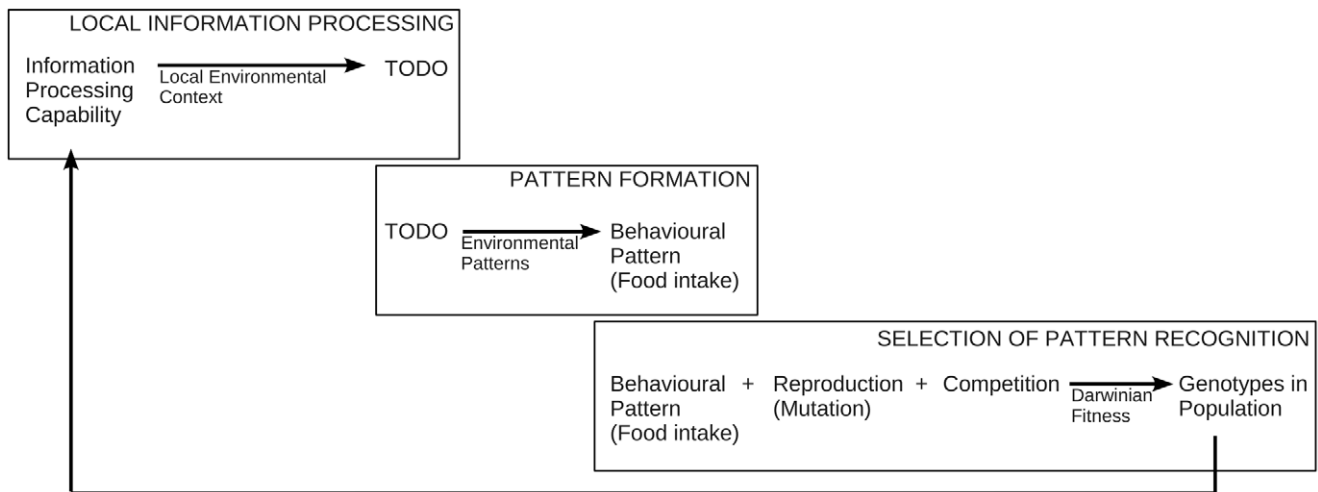 LOCAL INFORMATION PROCESSING
Information
Processing
Capability
Local Environmental
Context
TODO
PATTERN FORMATION
TODO
Environmental
Patterns
Behavioural
Pattern
(Food intake)
SELECTION OF PATTERN RECOGNITION
Behavioural + Reproduction + Competition
Pattern (Mutation)
(Food intake)
Darwinian
Fitness
Genotypes in
Population